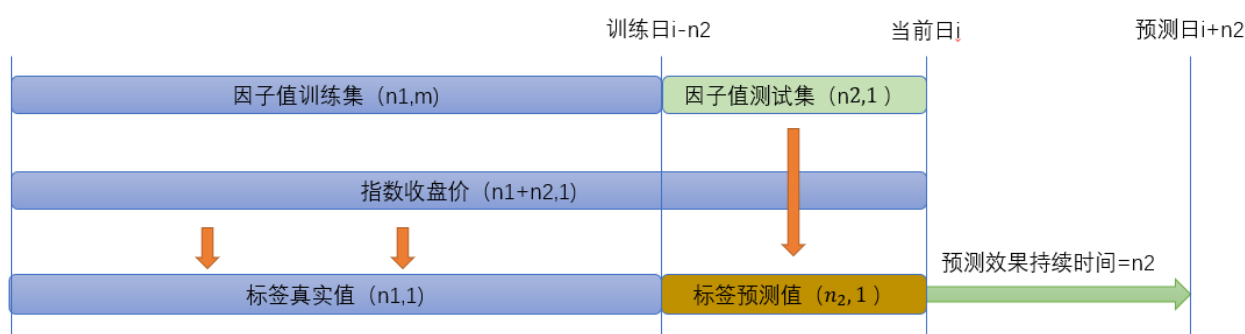 训练日i-n2
当前日i
预测日i+n2
因子值训练集（n1,m)
因子值测试集（n2,1 ）
指数收盘价（n1+n2,1)
预测效果持续时间=n2
标签真实值（n1,1）
标签预测值（n₂, 1 ）